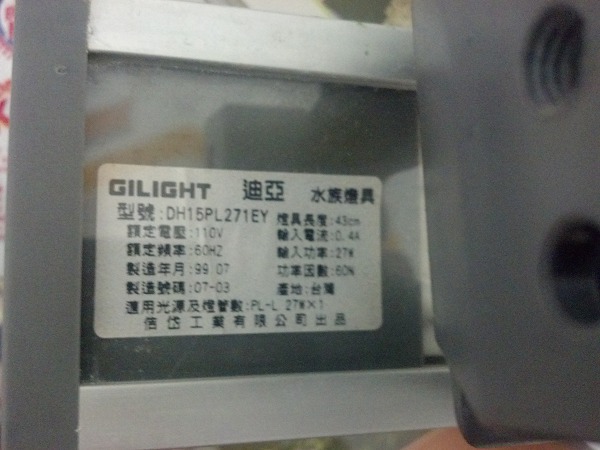 GILIGHT 迪亞 水族燈具
型號:DH15PL271EY 燈具長度:43cm
額定電壓:110V 輸入電流:0.4A
額定頻率:60HZ 輸入功率:27W
製造年月:99 07 功率因數:60%
製造號碼:07-03 產地:台灣
適用光源及燈管數:PL-L 27W×1
信岱工業有限公司出品